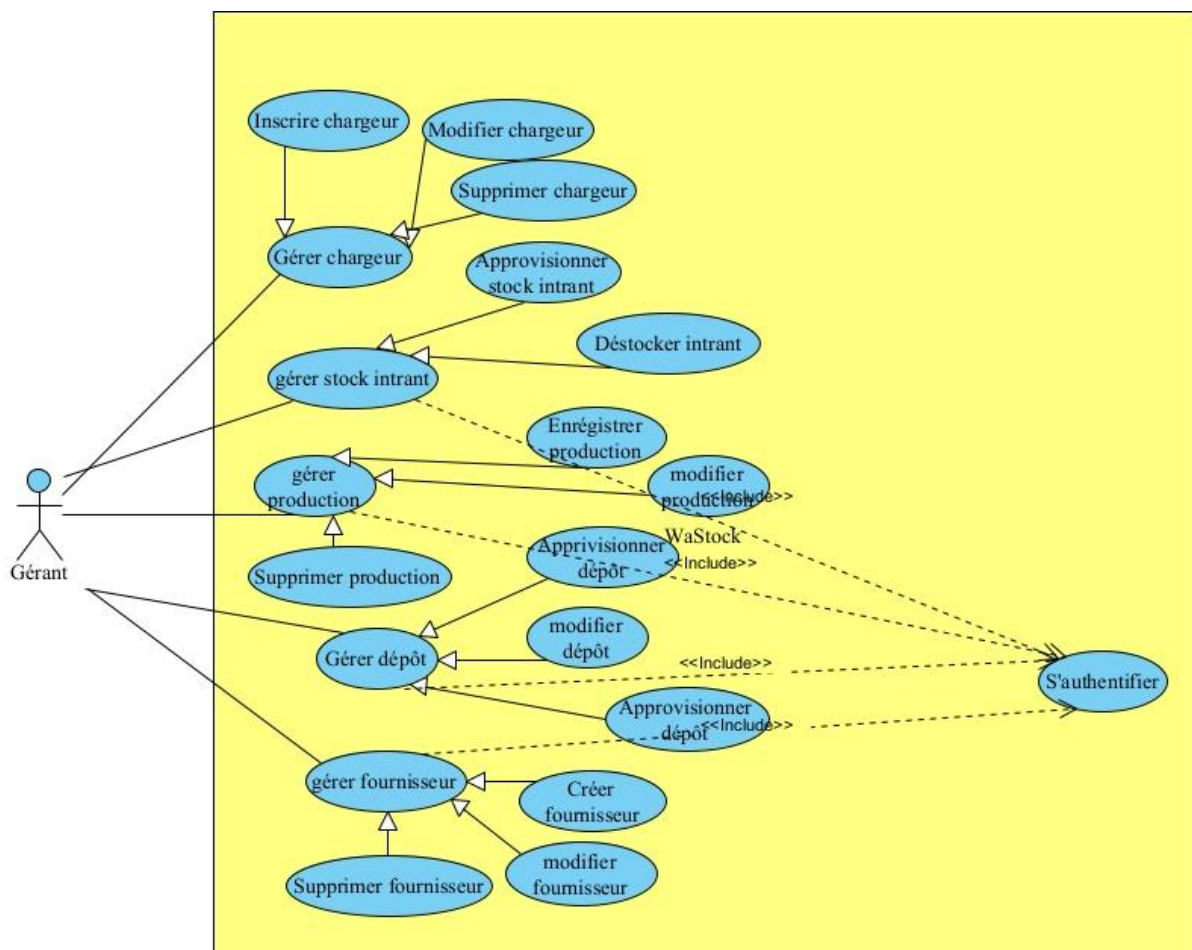 Inscrire chargeur
Modifier chargeur
Supprimer chargeur
Gérer chargeur
Approvisionner
stock intrant
Déstocker intrant
gérer stock intrant
Enrégistrer
production
gérer
production
modifier
production
<<Include>>
WaStock
Apprivisionner
dépôt
<<Include>>
Gérant
Supprimer production
modifier
dépôt
Gérer dépôt
<<Include>>
S'authentifier
Approvisionner
dépôt
<<Include>>
gérer fournisseur
Créer
fournisseur
modifier
fournisseur
Supprimer fournisseur